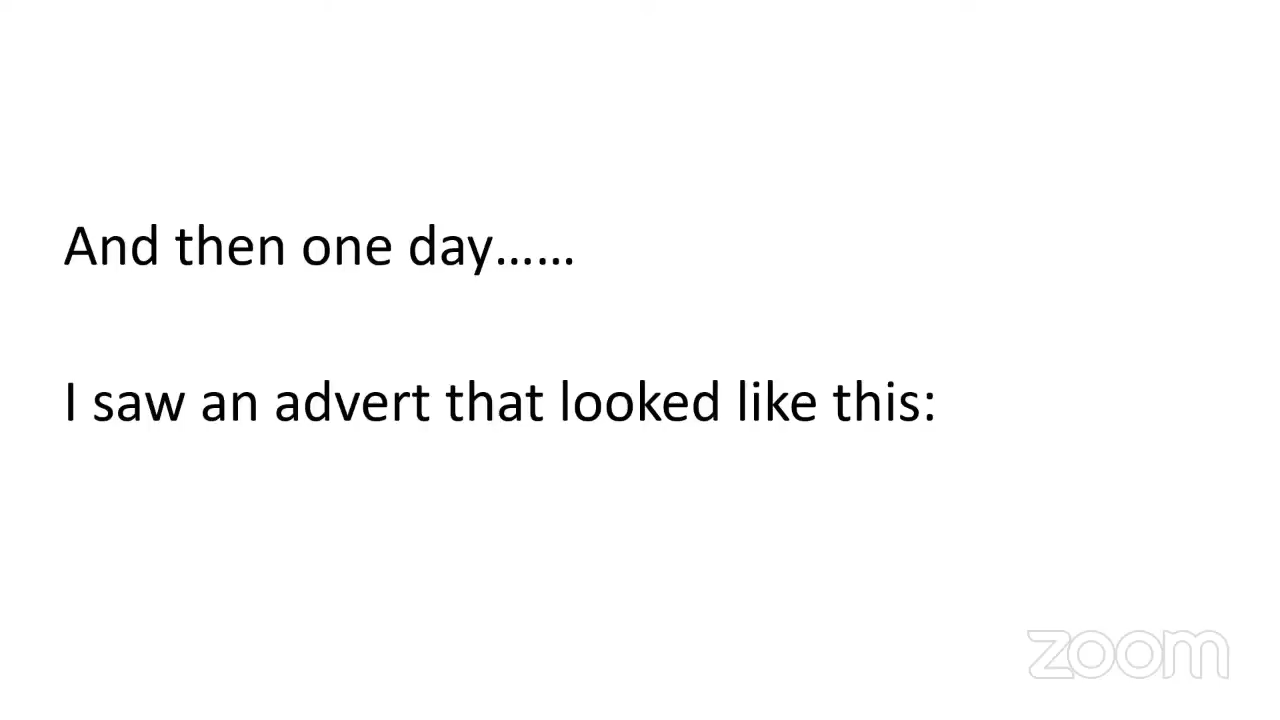 And then one day……
I saw an advert that looked like this:
zoom